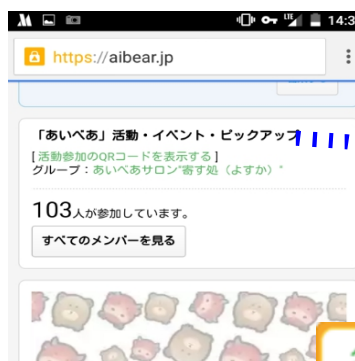 14:3
https://aibear.jp
「あいべあ」活動・イベント・ピックアップ
[ 活動参加のQRコードを表示する ]
グループ：あいべあサロン"寄す処（よすか）"
103人が参加しています。
すべてのメンバーを見る